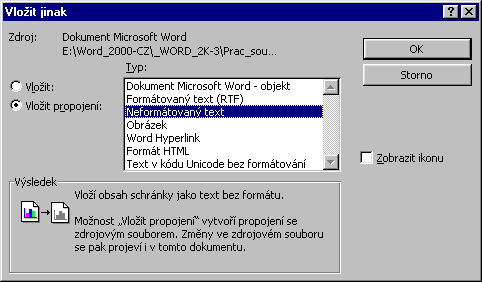 Vložit jinak
Zdroj: Dokument Microsoft Word
E:\Word_2000-CZ\_WORD_2K-3\Prac_sou...
OK
Storno
Typ:
Vložit:
Vložit propojení:
Dokument Microsoft Word - objekt
Formátovaný text (RTF)
Neformátovaný text
Obrázek
Word Hyperlink
Formát HTML
Text v kódu Unicode bez formátování
Zobrazit ikonu
Výsledek
Vloží obsah schránky jako text bez formátu.
Možnost „Vložit propojení" vytvoří propojení se
zdrojovým souborem. Změny ve zdrojovém souboru
se pak projeví i v tomto dokumentu.